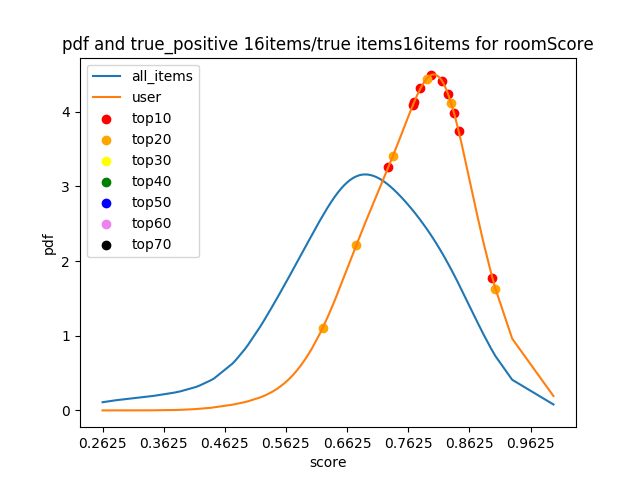 pdf and true_positive 16items/true items16items for roomScore
all_items
user
top10
top20
top30
top40
top50
top60
top70
pdf
4
3
2
1
0
0.2625 0.3625 0.4625 0.5625 0.6625 0.7625 0.8625 0.9625
score